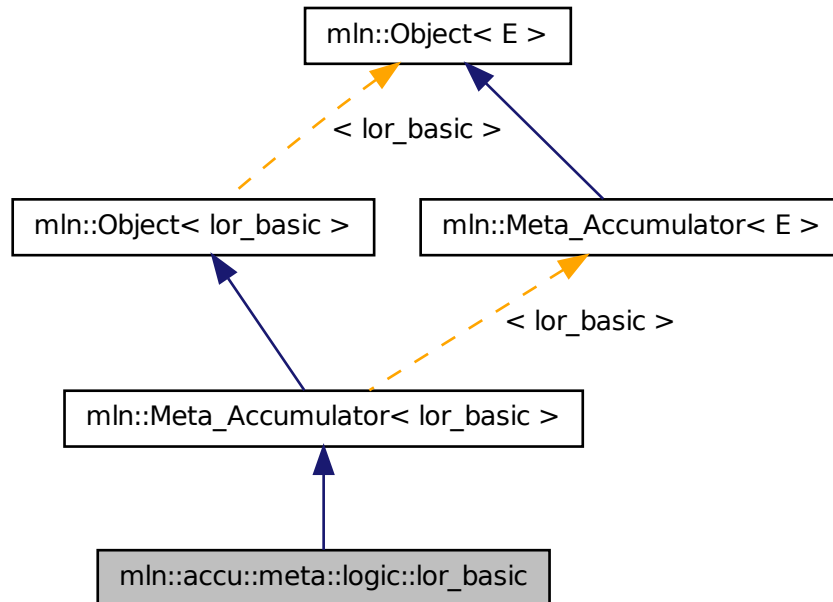 mln::Object< E >
< lor_basic >
mln::Object< lor_basic >
mln::Meta_Accumulator< E >
< lor_basic >
mln::Meta_Accumulator< lor_basic >
mln::accu::meta::logic::lor_basic